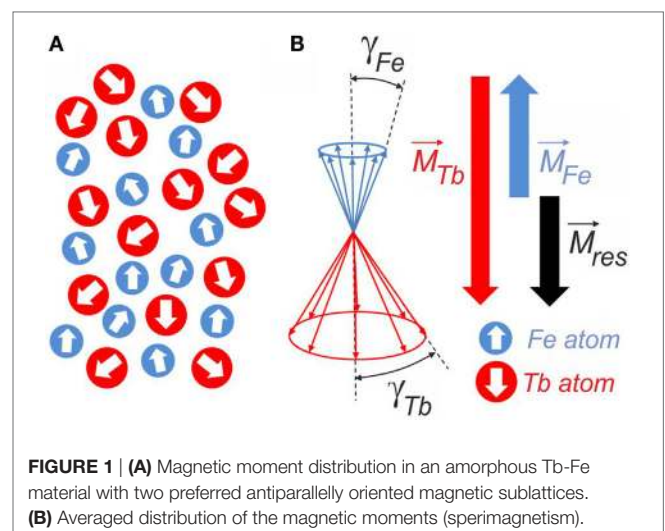 A
B
γFe
MTb
MFe
Mres
γTb
Fe atom
Tb atom
FIGURE 1 | (A) Magnetic moment distribution in an amorphous Tb-Fe
material with two preferred antiparallelly oriented magnetic sublattices.
(B) Averaged distribution of the magnetic moments (sperimagnetism).